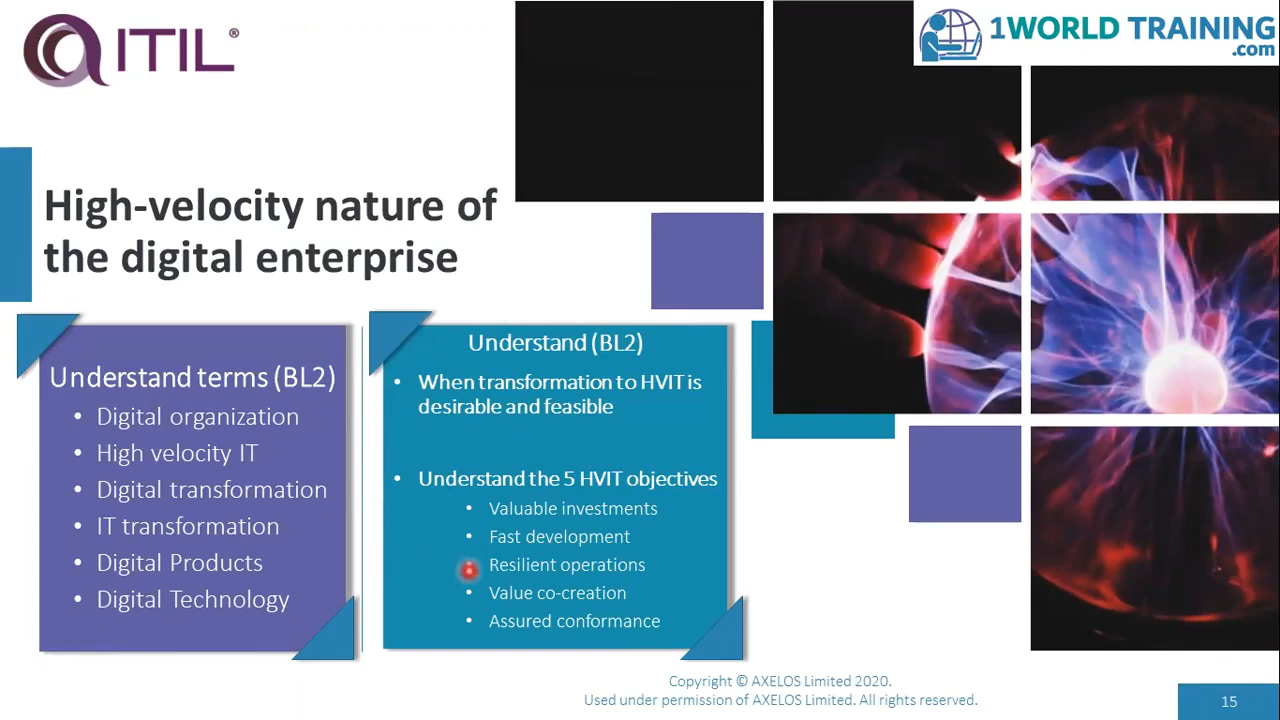 ITIL®
1WORLD TRAINING
.com
High-velocity nature of
the digital enterprise
Understand terms (BL2)
• Digital organization
• High velocity IT
• Digital transformation
• IT transformation
• Digital Products
• Digital Technology
Understand (BL2)
• When transformation to HVIT is
desirable and feasible
• Understand the 5 HVIT objectives
• Valuable investments
• Fast development
• Resilient operations
• Value co-creation
• Assured conformance
Copyright © AXELOS Limited 2020.
Used under permission of AXELOS Limited. All rights reserved.
15